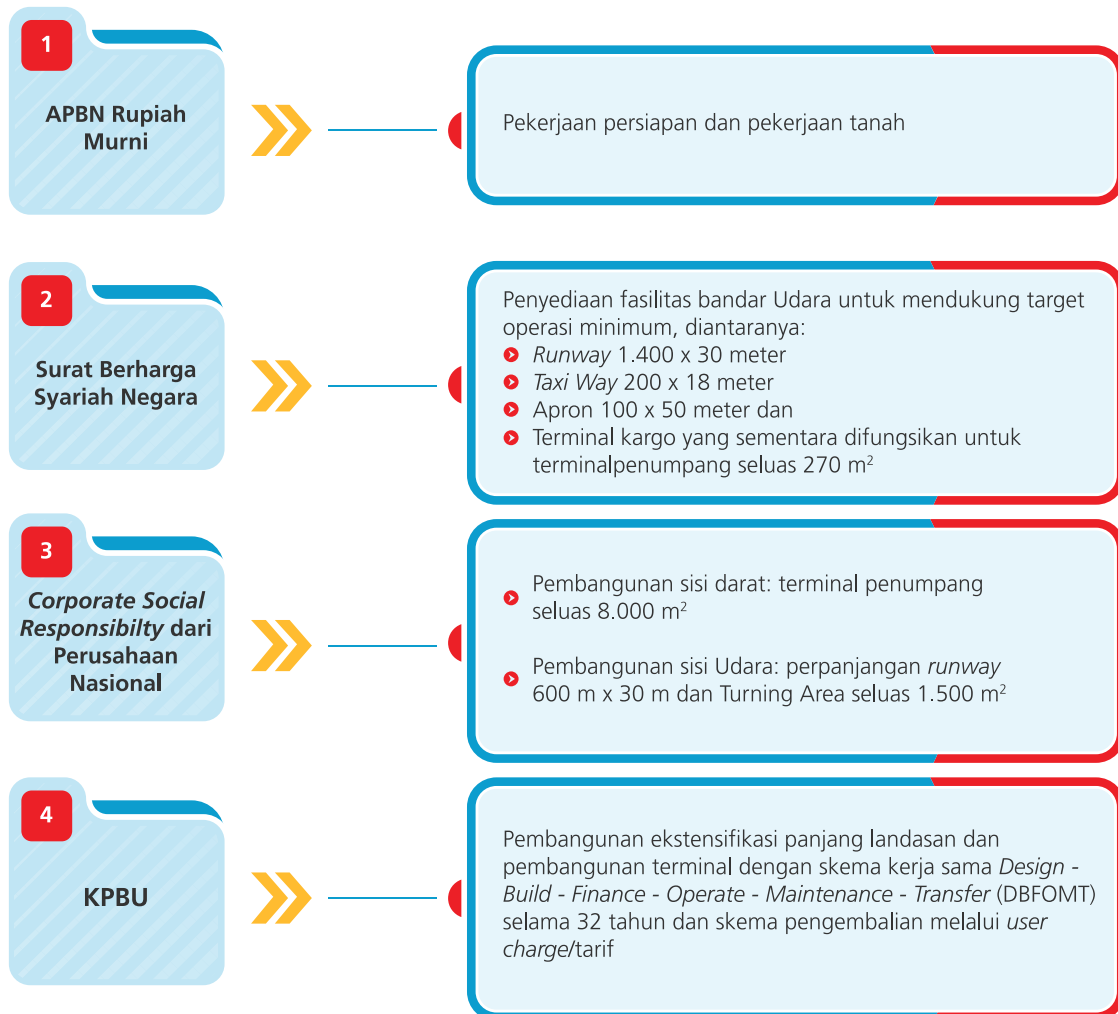 1
APBN Rupiah
Murni
Pekerjaan persiapan dan pekerjaan tanah
2
Surat Berharga
Syariah Negara
Penyediaan fasilitas bandar Udara untuk mendukung target
operasi minimum, diantaranya:
Runway 1.400 x 30 meter
Taxi Way 200 x 18 meter
Apron 100 x 50 meter dan
Terminal kargo yang sementara difungsikan untuk
terminalpenumpang seluas 270 m²
3
Corporate Social
Responsibilty dari
Perusahaan
Nasional
Pembangunan sisi darat: terminal penumpang
seluas 8.000 m²
Pembangunan sisi Udara: perpanjangan runway
600 m x 30 m dan Turning Area seluas 1.500 m²
4
KPBU
Pembangunan ekstensifikasi panjang landasan dan
pembangunan terminal dengan skema kerja sama Design -
Build - Finance - Operate - Maintenance - Transfer (DBFOMT)
selama 32 tahun dan skema pengembalian melalui user
charge/tarif